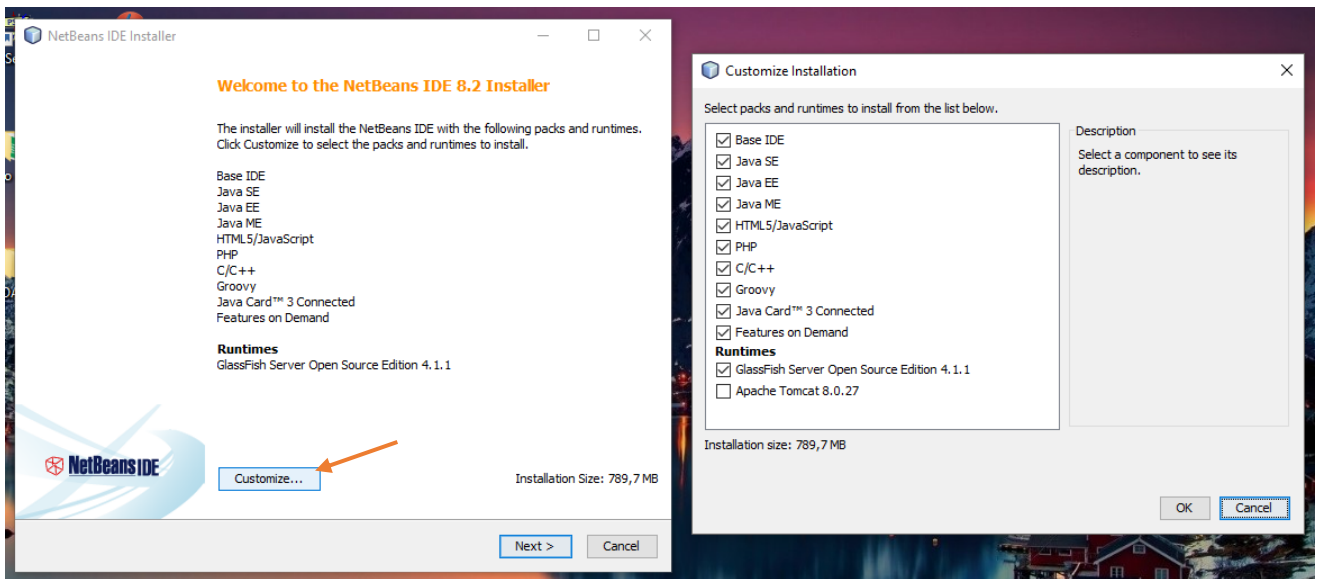 NetBeans IDE Installer
Welcome to the NetBeans IDE 8.2 Installer
The installer will install the NetBeans IDE with the following packs and runtimes.
Click Customize to select the packs and runtimes to install.
Base IDE
Java SE
Java EE
Java ME
HTML5/JavaScript
PHP
C/C++
Groovy
Java Card™ 3 Connected
Features on Demand
Runtimes
GlassFish Server Open Source Edition 4.1.1
NetBeans IDE
Customize...
Installation Size: 789,7 MB
Next >
Cancel
Customize Installation
Select packs and runtimes to install from the list below.
Base IDE
Java SE
Java EE
Java ME
HTML5/JavaScript
PHP
C/C++
Groovy
Java Card™ 3 Connected
Features on Demand
Runtimes
GlassFish Server Open Source Edition 4.1.1
Apache Tomcat 8.0.27
Description
Select a component to see its
description.
Installation size: 789,7 MB
OK
Cancel